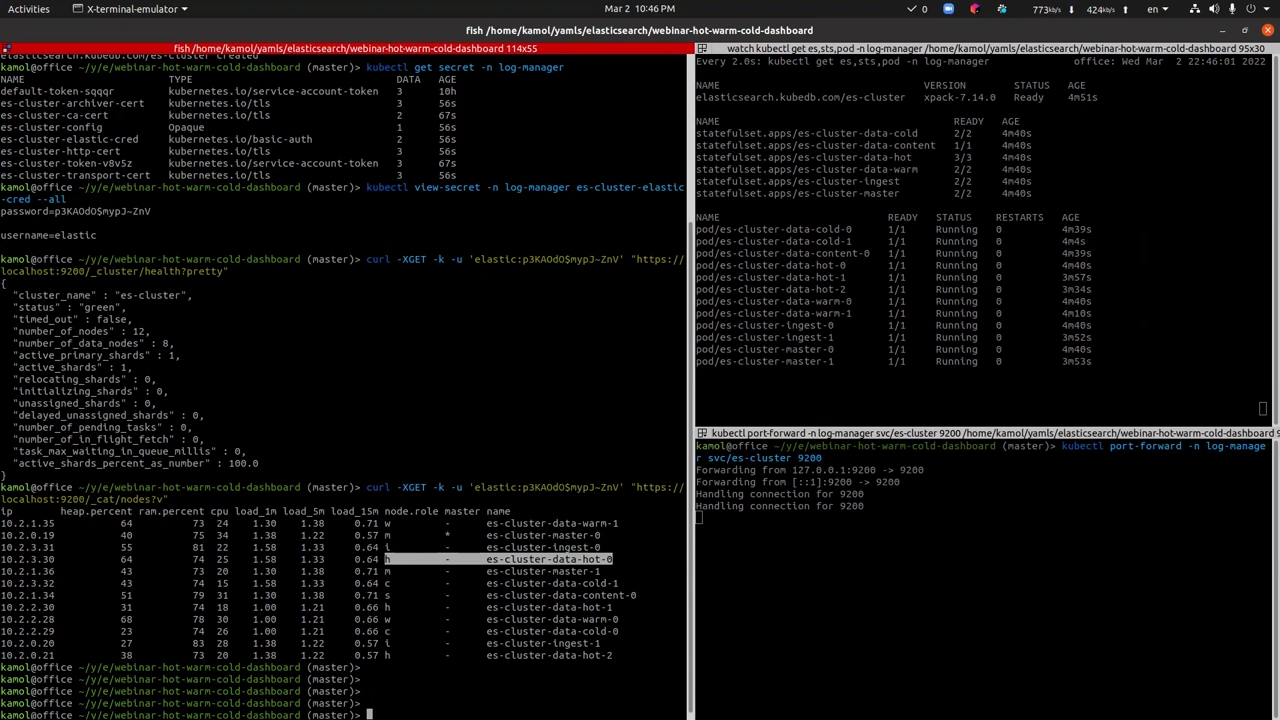 Activities
X-terminal-emulator
Mar 2 10:46 PM
0
773kb/s
424kb/s
en
fish /home/kamol/yamls/elasticsearch/webinar-hot-warm-cold-dashboard
fish /home/kamol/yamls/elasticsearch/webinar-hot-warm-cold-dashboard 114x55
elasticsearch.kubedb.com/es-cluster created
kamol@office ~/y/e/webinar-hot-warm-cold-dashboard (master)> kubectl get secret -n log-manager
NAME TYPE DATA AGE
default-token-sqqqr kubernetes.io/service-account-token 3 10h
es-cluster-archiver-cert kubernetes.io/tls 3 56s
es-cluster-ca-cert kubernetes.io/tls 2 67s
es-cluster-config Opaque 1 56s
es-cluster-elastic-cred kubernetes.io/basic-auth 2 56s
es-cluster-http-cert kubernetes.io/tls 3 56s
es-cluster-token-v8v5z kubernetes.io/service-account-token 3 67s
es-cluster-transport-cert kubernetes.io/tls 3 56s
kamol@office ~/y/e/webinar-hot-warm-cold-dashboard (master)> kubectl view-secret -n log-manager es-cluster-elastic
-cred --all
password=p3KAOdO$mypJ~ZnV
username=elastic
kamol@office ~/y/e/webinar-hot-warm-cold-dashboard (master)> curl -XGET -k -u 'elastic:p3KAOdO$mypJ~ZnV' "https://
localhost:9200/_cluster/health?pretty"
{
"cluster_name" : "es-cluster",
"status" : "green",
"timed_out" : false,
"number_of_nodes" : 12,
"number_of_data_nodes" : 8,
"active_primary_shards" : 1,
"active_shards" : 1,
"relocating_shards" : 0,
"initializing_shards" : 0,
"unassigned_shards" : 0,
"delayed_unassigned_shards" : 0,
"number_of_pending_tasks" : 0,
"number_of_in_flight_fetch" : 0,
"task_max_waiting_in_queue_millis" : 0,
"active_shards_percent_as_number" : 100.0
}
kamol@office ~/y/e/webinar-hot-warm-cold-dashboard (master)> curl -XGET -k -u 'elastic:p3KAOdO$mypJ~ZnV' "https://
localhost:9200/_cat/nodes?v"
ip heap.percent ram.percent cpu load_1m load_5m load_15m node.role master name
10.2.1.35 64 73 24 1.30 1.38 0.71 w - es-cluster-data-warm-1
10.2.0.19 40 75 34 1.38 1.22 0.57 m * es-cluster-master-0
10.2.3.31 55 81 22 1.58 1.33 0.64 i - es-cluster-ingest-0
10.2.3.30 64 74 25 1.58 1.33 0.64 h - es-cluster-data-hot-0
10.2.1.36 43 73 20 1.30 1.38 0.71 m - es-cluster-master-1
10.2.3.32 43 74 15 1.58 1.33 0.64 c - es-cluster-data-cold-1
10.2.1.34 51 79 31 1.30 1.38 0.71 s - es-cluster-data-content-0
10.2.2.30 31 74 18 1.00 1.21 0.66 h - es-cluster-data-hot-1
10.2.2.28 68 78 30 1.00 1.21 0.66 w - es-cluster-data-warm-0
10.2.2.29 23 74 26 1.00 1.21 0.66 c - es-cluster-data-cold-0
10.2.0.20 27 83 28 1.38 1.22 0.57 i - es-cluster-ingest-1
10.2.0.21 38 73 20 1.38 1.22 0.57 h - es-cluster-data-hot-2
kamol@office ~/y/e/webinar-hot-warm-cold-dashboard (master)>
kamol@office ~/y/e/webinar-hot-warm-cold-dashboard (master)>
kamol@office ~/y/e/webinar-hot-warm-cold-dashboard (master)>
kamol@office ~/y/e/webinar-hot-warm-cold-dashboard (master)>
kamol@office ~/y/e/webinar-hot-warm-cold-dashboard (master)>
watch kubectl get es,sts,pod -n log-manager /home/kamol/yamls/elasticsearch/webinar-hot-warm-cold-dashboard 95x30
Every 2.0s: kubectl get es,sts,pod -n log-manager office: Wed Mar 2 22:46:01 2022
NAME VERSION STATUS AGE
elasticsearch.kubedb.com/es-cluster xpack-7.14.0 Ready 4m51s
NAME READY AGE
statefulset.apps/es-cluster-data-cold 2/2 4m40s
statefulset.apps/es-cluster-data-content 1/1 4m40s
statefulset.apps/es-cluster-data-hot 3/3 4m40s
statefulset.apps/es-cluster-data-warm 2/2 4m40s
statefulset.apps/es-cluster-ingest 2/2 4m40s
statefulset.apps/es-cluster-master 2/2 4m40s
NAME READY STATUS RESTARTS AGE
pod/es-cluster-data-cold-0 1/1 Running 0 4m39s
pod/es-cluster-data-cold-1 1/1 Running 0 4m4s
pod/es-cluster-data-content-0 1/1 Running 0 4m39s
pod/es-cluster-data-hot-0 1/1 Running 0 4m40s
pod/es-cluster-data-hot-1 1/1 Running 0 3m57s
pod/es-cluster-data-hot-2 1/1 Running 0 3m34s
pod/es-cluster-data-warm-0 1/1 Running 0 4m40s
pod/es-cluster-data-warm-1 1/1 Running 0 4m10s
pod/es-cluster-ingest-0 1/1 Running 0 4m40s
pod/es-cluster-ingest-1 1/1 Running 0 3m52s
pod/es-cluster-master-0 1/1 Running 0 4m40s
pod/es-cluster-master-1 1/1 Running 0 3m53s
kubectl port-forward -n log-manager svc/es-cluster 9200 /home/kamol/yamls/elasticsearch/webinar-hot-warm-cold-dashboard 9
kamol@office ~/y/e/webinar-hot-warm-cold-dashboard (master)> kubectl port-forward -n log-manage
r svc/es-cluster 9200
Forwarding from 127.0.0.1:9200 -> 9200
Forwarding from [::1]:9200 -> 9200
Handling connection for 9200
Handling connection for 9200